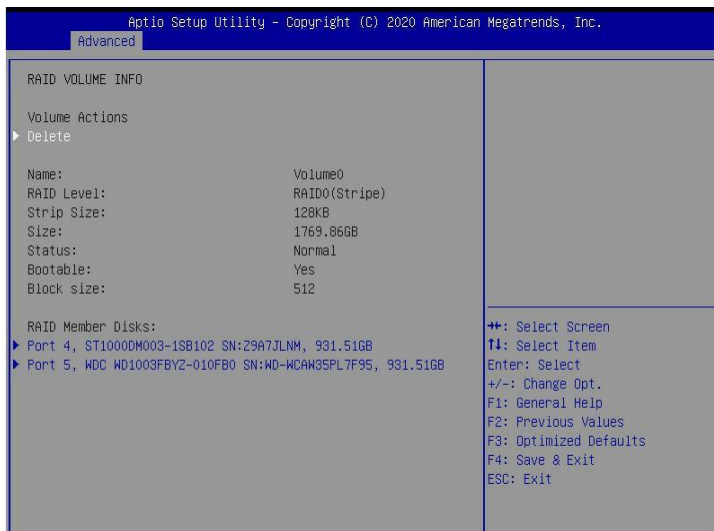 Aptio Setup Utility – Copyright (C) 2020 American Megatrends, Inc.
Advanced
RAID VOLUME INFO
Volume Actions
Delete
Name: Volume0
RAID Level: RAID0(Stripe)
Strip Size: 128KB
Size: 1769.86GB
Status: Normal
Bootable: Yes
Block size: 512
RAID Member Disks:
Port 4, ST1000DM003-1SB102 SN:Z9A7JLNM, 931.51GB
Port 5, WDC WD1003FBYZ-010FB0 SN:WD-WCAW35PL7F95, 931.51GB
→←: Select Screen
↑↓: Select Item
Enter: Select
+/-: Change Opt.
F1: General Help
F2: Previous Values
F3: Optimized Defaults
F4: Save & Exit
ESC: Exit